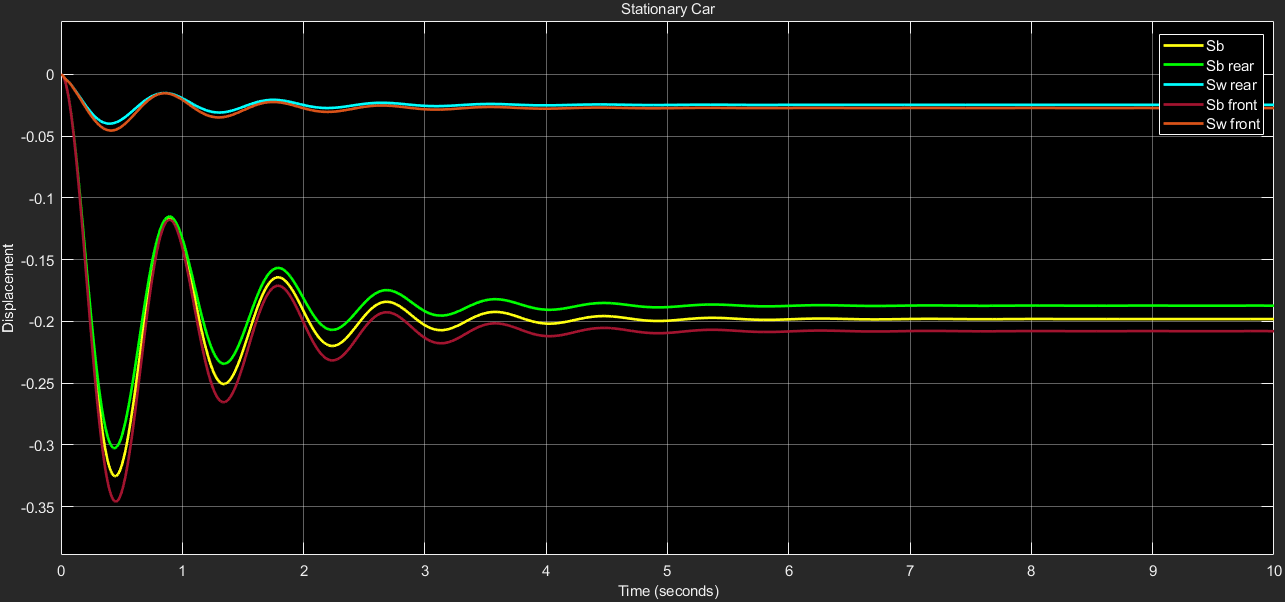 Stationary Car
Sb
Sb rear
Sw rear
Sb front
Sw front
Displacement
0
-0.05
-0.1
-0.15
-0.2
-0.25
-0.3
-0.35
0 1 2 3 4 5 6 7 8 9 10
Time (seconds)